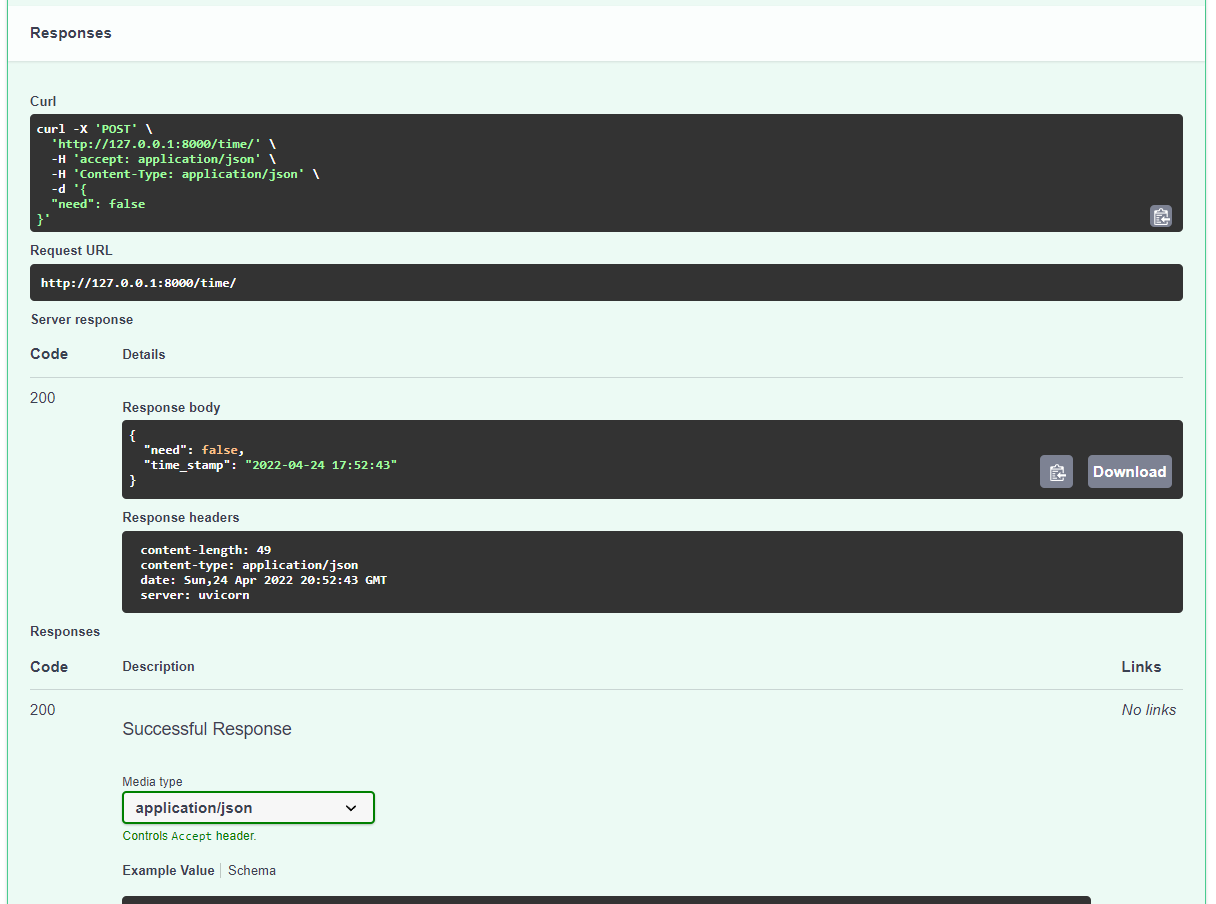 Responses
Curl
curl -X 'POST' \
  'http://127.0.0.1:8000/time/' \
  -H 'accept: application/json' \
  -H 'Content-Type: application/json' \
  -d '{
  "need": false
}'
Request URL
http://127.0.0.1:8000/time/
Server response
Code Details
200
Response body
{
  "need": false,
  "time_stamp": "2022-04-24 17:52:43"
}
Download
Response headers
content-length: 49
content-type: application/json
date: Sun,24 Apr 2022 20:52:43 GMT
server: uvicorn
Responses
Code Description Links
200 No links
Successful Response
Media type
application/json
Controls Accept header.
Example Value Schema